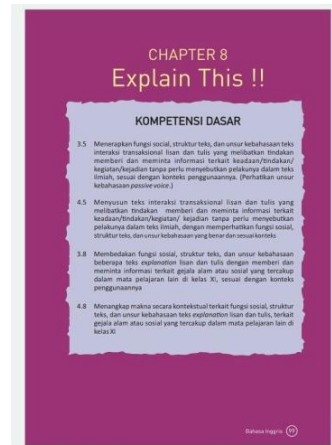 CHAPTER 8
Explain This !!
KOMPETENSI DASAR
3.5 Menerapkan fungsi social, struktur teks, dan unsur kebahasaan teks
interaksi transaksional lisan dan tulis yang melibatkan tindakan
memberi dan meminta informasi terkait keadaan/tindakan/
kegiatan/kejadian tanpa perlu menyebutkan pelakunya dalam teks
ilmiah, sesuai dengan konteks penggunaannya. (Perhatikan unsur
kebahasaan passive voice.)
4.5 Menyusun teks interaksi transaksional lisan dan tulis yang
melibatkan tindakan memberi dan meminta informasi terkait
keadaan/tindakan/kegiatan/ kejadian tanpa perlu menyebutkan
pelakunya dalam teks ilmiah, dengan memperhatikan fungsi sosial,
struktur teks, dan unsur kebahasaan yang benar dan sesuai konteks
3.8 Membedakan fungsi sosial, struktur teks, dan unsur kebahasaan
beberapa teks explanation lisan dan tulis dengan memberi dan
meminta informasi terkait gejala alam atau sosial yang tercakup
dalam mata pelajaran lain di kelas XI, sesuai dengan konteks
penggunaannya
4.8 Menangkap makna secara kontekstual terkait fungsi sosial, struktur
teks, dan unsur kebahasaan teks explanation lisan dan tulis, terkait
gejala alam atau sosial yang tercakup dalam mata pelajaran lain di
kelas XI
Bahasa Inggris 99